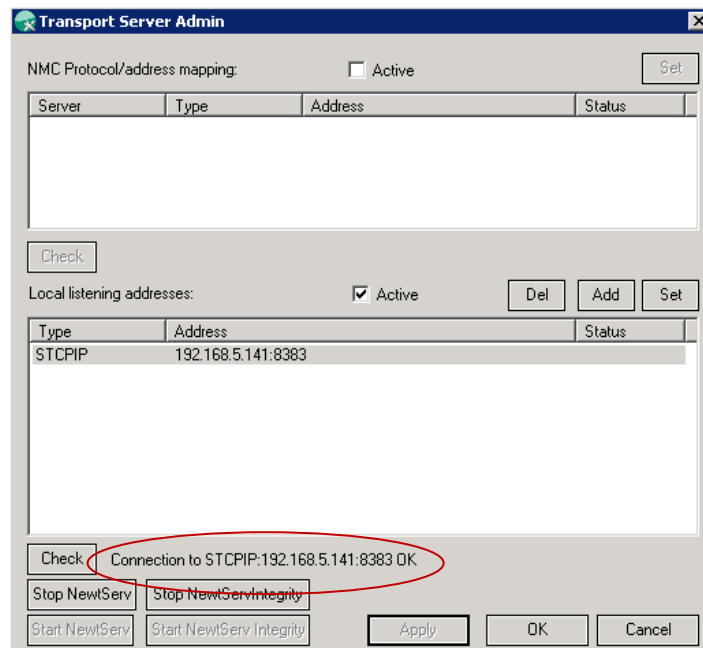 Transport Server Admin
NMC Protocol/address mapping: Active Set
Server Type Address Status
Check
Local listening addresses: Active Del Add Set
Type Address Status
STCPIP 192.168.5.141:8383
Check Connection to STCPIP:192.168.5.141:8383 OK
Stop NewtServ Stop NewtServIntegrity
Start NewtServ Start NewtServ Integrity Apply OK Cancel